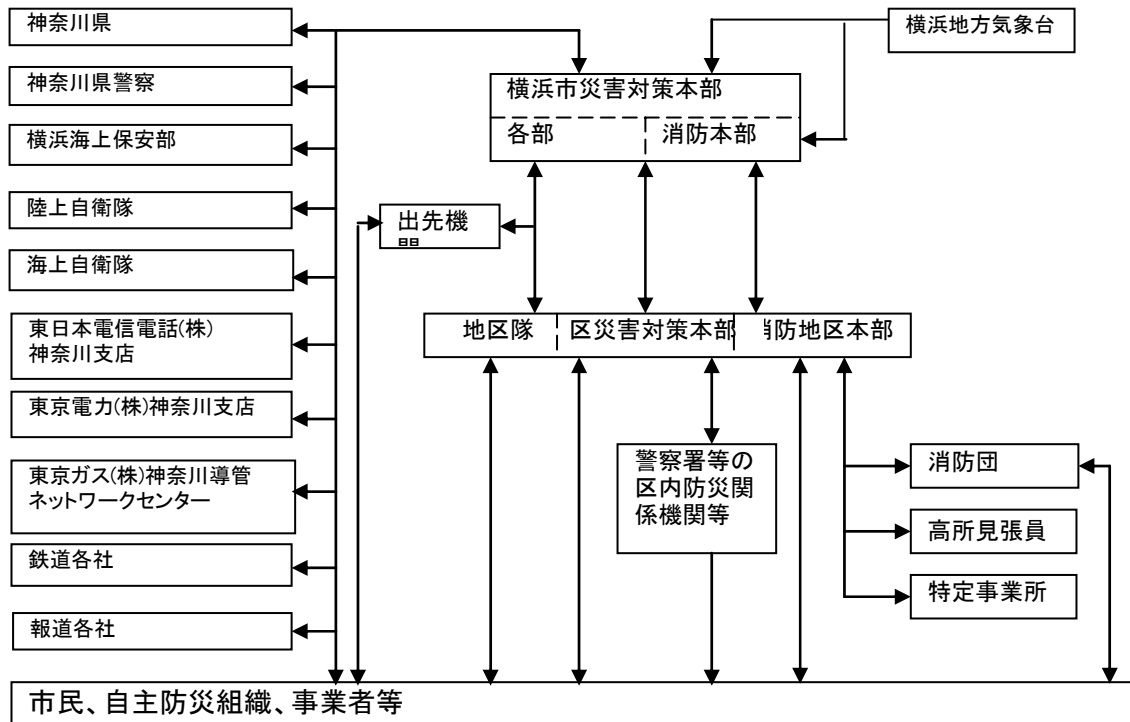 神奈川県
横浜地方気象台
神奈川県警察
横浜市災害対策本部
各部
消防本部
横浜海上保安部
陸上自衛隊
出先機
海上自衛隊
東日本電信電話(株)
神奈川支店
地区隊
区災害対策本部
消防地区本部
東京電力(株)神奈川支店
警察署等の
区内防災関
係機関等
消防団
東京ガス(株)神奈川導管
ネットワークセンター
高所見張員
鉄道各社
特定事業所
報道各社
市民、自主防災組織、事業者等